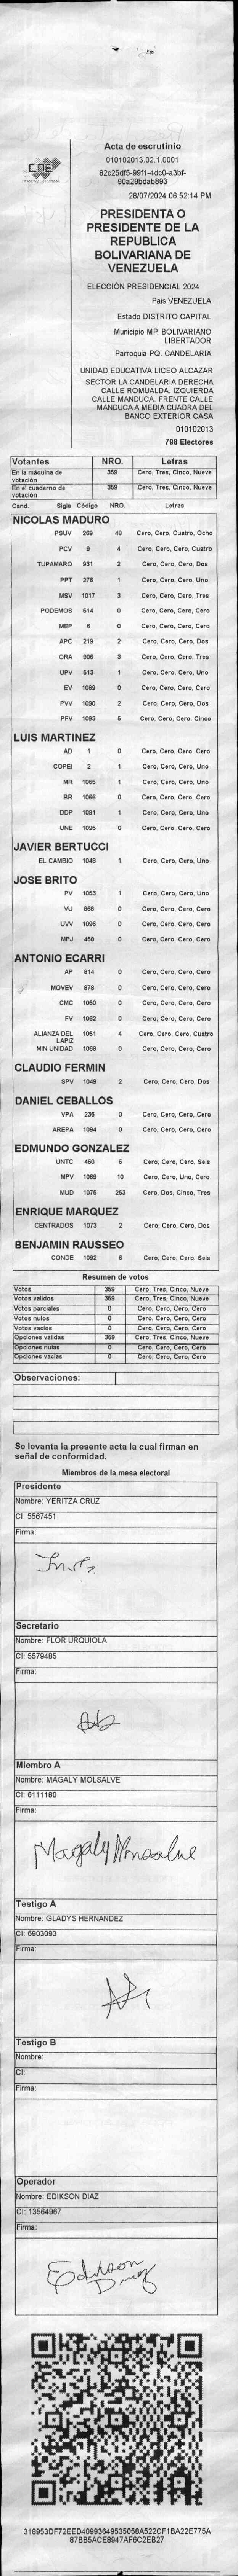 CNE
Acta de escrutinio
010102013.02.1.0001
82c25df5-99f1-4dc0-a3bf-
90a29bdab893
28/07/2024 06:52:14 PM
PRESIDENTA O
PRESIDENTE DE LA
REPUBLICA
BOLIVARIANA DE
VENEZUELA
ELECCIÓN PRESIDENCIAL 2024
Pais VENEZUELA
Estado DISTRITO CAPITAL
Municipio MP. BOLIVARIANO
LIBERTADOR
Parroquia PQ. CANDELARIA
UNIDAD EDUCATIVA LICEO ALCAZAR
SECTOR LA CANDELARIA DERECHA
CALLE ROMUALDA. IZQUIERDA
CALLE MANDUCA. FRENTE CALLE
MANDUCA A MEDIA CUADRA DEL
BANCO EXTERIOR CASA
010102013
798 Electores
Votantes NRO. Letras
En la máquina de votación 359 Cero, Tres, Cinco, Nueve
En el cuaderno de votación 359 Cero, Tres, Cinco, Nueve
Cand. Sigla Código NRO. Letras
NICOLAS MADURO
PSUV 269 48 Cero, Cero, Cuatro, Ocho
PCV 9 4 Cero, Cero, Cero, Cuatro
TUPAMARO 931 2 Cero, Cero, Cero, Dos
PPT 276 1 Cero, Cero, Cero, Uno
MSV 1017 3 Cero, Cero, Cero, Tres
PODEMOS 514 0 Cero, Cero, Cero, Cero
MEP 6 0 Cero, Cero, Cero, Cero
APC 219 2 Cero, Cero, Cero, Dos
ORA 906 3 Cero, Cero, Cero, Tres
UPV 513 1 Cero, Cero, Cero, Uno
EV 1099 0 Cero, Cero, Cero, Cero
PVV 1090 2 Cero, Cero, Cero, Dos
PFV 1093 5 Cero, Cero, Cero, Cinco
LUIS MARTINEZ
AD 1 0 Cero, Cero, Cero, Cero
COPEI 2 1 Cero, Cero, Cero, Uno
MR 1065 1 Cero, Cero, Cero, Uno
BR 1066 0 Cero, Cero, Cero, Cero
DDP 1091 1 Cero, Cero, Cero, Uno
UNE 1095 0 Cero, Cero, Cero, Cero
JAVIER BERTUCCI
EL CAMBIO 1048 1 Cero, Cero, Cero, Uno
JOSE BRITO
PV 1053 1 Cero, Cero, Cero, Uno
VU 868 0 Cero, Cero, Cero, Cero
UVV 1096 0 Cero, Cero, Cero, Cero
MPJ 458 0 Cero, Cero, Cero, Cero
ANTONIO ECARRI
AP 814 0 Cero, Cero, Cero, Cero
MOVEV 878 0 Cero, Cero, Cero, Cero
CMC 1050 0 Cero, Cero, Cero, Cero
FV 1062 0 Cero, Cero, Cero, Cero
ALIANZA DEL LAPIZ 1051 4 Cero, Cero, Cero, Cuatro
MIN UNIDAD 1068 0 Cero, Cero, Cero, Cero
CLAUDIO FERMIN
SPV 1049 2 Cero, Cero, Cero, Dos
DANIEL CEBALLOS
VPA 236 0 Cero, Cero, Cero, Cero
AREPA 1094 0 Cero, Cero, Cero, Cero
EDMUNDO GONZALEZ
UNTC 460 6 Cero, Cero, Cero, Seis
MPV 1069 10 Cero, Cero, Uno, Cero
MUD 1075 253 Cero, Dos, Cinco, Tres
ENRIQUE MARQUEZ
CENTRADOS 1073 2 Cero, Cero, Cero, Dos
BENJAMIN RAUSSEO
CONDE 1092 6 Cero, Cero, Cero, Seis
Resumen de votos
Votos 359 Cero, Tres, Cinco, Nueve
Votos validos 359 Cero, Tres, Cinco, Nueve
Votos parciales 0 Cero, Cero, Cero, Cero
Votos nulos 0 Cero, Cero, Cero, Cero
Votos vacios 0 Cero, Cero, Cero, Cero
Opciones validas 359 Cero, Tres, Cinco, Nueve
Opciones nulas 0 Cero, Cero, Cero, Cero
Opciones vacias 0 Cero, Cero, Cero, Cero
Observaciones:
Se levanta la presente acta la cual firman en
señal de conformidad.
Miembros de la mesa electoral
Presidente
Nombre: YERITZA CRUZ
CI: 5567451
Firma:
Secretario
Nombre: FLOR URQUIOLA
CI: 5579485
Firma:
Miembro A
Nombre: MAGALY MOLSALVE
CI: 6111180
Firma:
Magaly Monsalve
Testigo A
Nombre: GLADYS HERNANDEZ
CI: 6903093
Firma:
Testigo B
Nombre:
CI:
Firma:
Operador
Nombre: EDIKSON DIAZ
CI: 13564967
Firma:
Edikson
Diaz
318953DF72EED40993649535058A522CF1BA22E775A
87BB5ACE8947AF6C2EB27